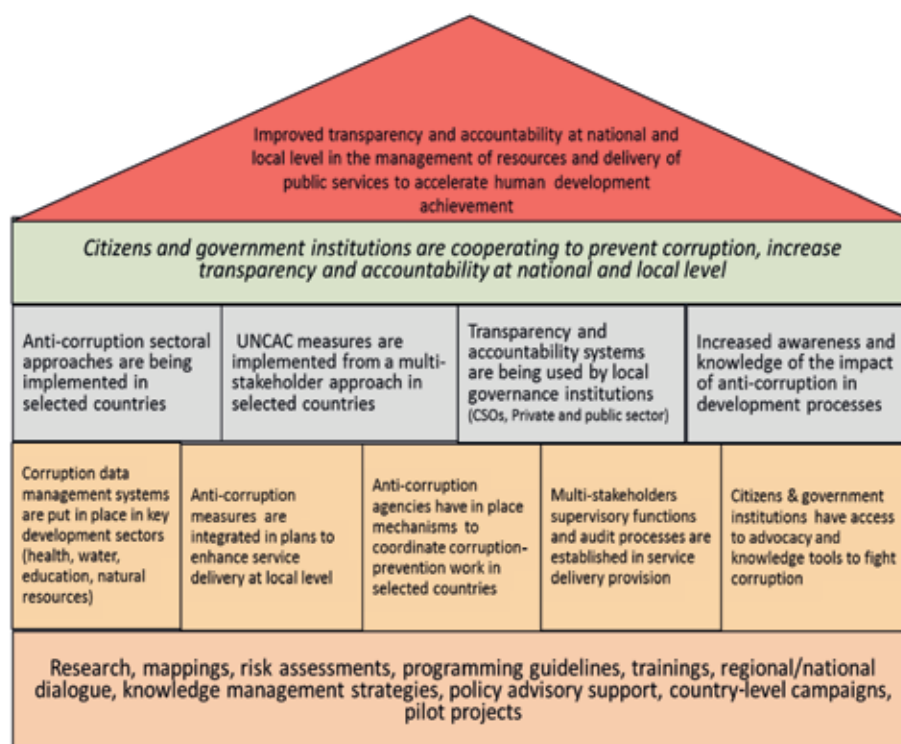 Improved transparency and accountability at national and
local level in the management of resources and delivery of
public services to accelerate human development
achievement
Citizens and government institutions are cooperating to prevent corruption, increase
transparency and accountability at national and local level
Anti-corruption sectoral
approaches are being
implemented in
selected countries
UNCAC measures are
implemented from a multi-
stakeholder approach in
selected countries
Transparency and
accountability systems
are being used by local
governance institutions
(CSOs, Private and public sector)
Increased awareness and
knowledge of the impact
of anti-corruption in
development processes
Corruption data
management systems
are put in place in key
development sectors
(health, water,
education, natural
resources)
Anti-corruption
measures are
integrated in plans to
enhance service
delivery at local level
Anti-corruption
agencies have in place
mechanisms to
coordinate corruption-
prevention work in
selected countries
Multi-stakeholders
supervisory functions
and audit processes are
established in service
delivery provision
Citizens & government
institutions have access
to advocacy and
knowledge tools to fight
corruption
Research, mappings, risk assessments, programming guidelines, trainings, regional/national
dialogue, knowledge management strategies, policy advisory support, country-level campaigns,
pilot projects